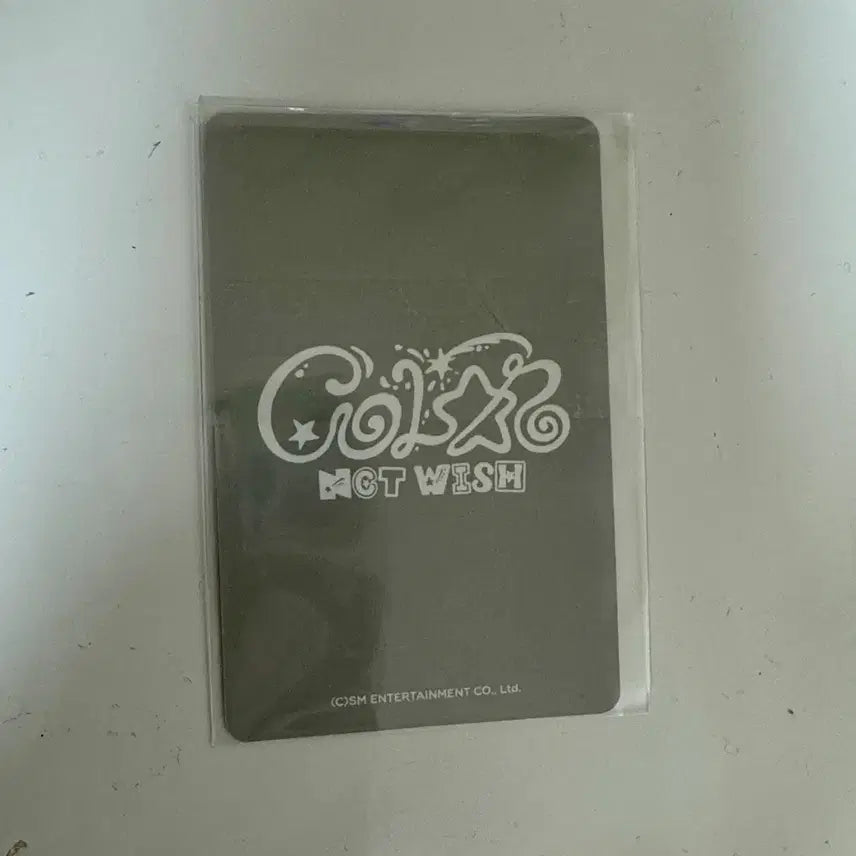 COLOR
NCT WISH
(C)SM ENTERTAINMENT CO., Ltd.